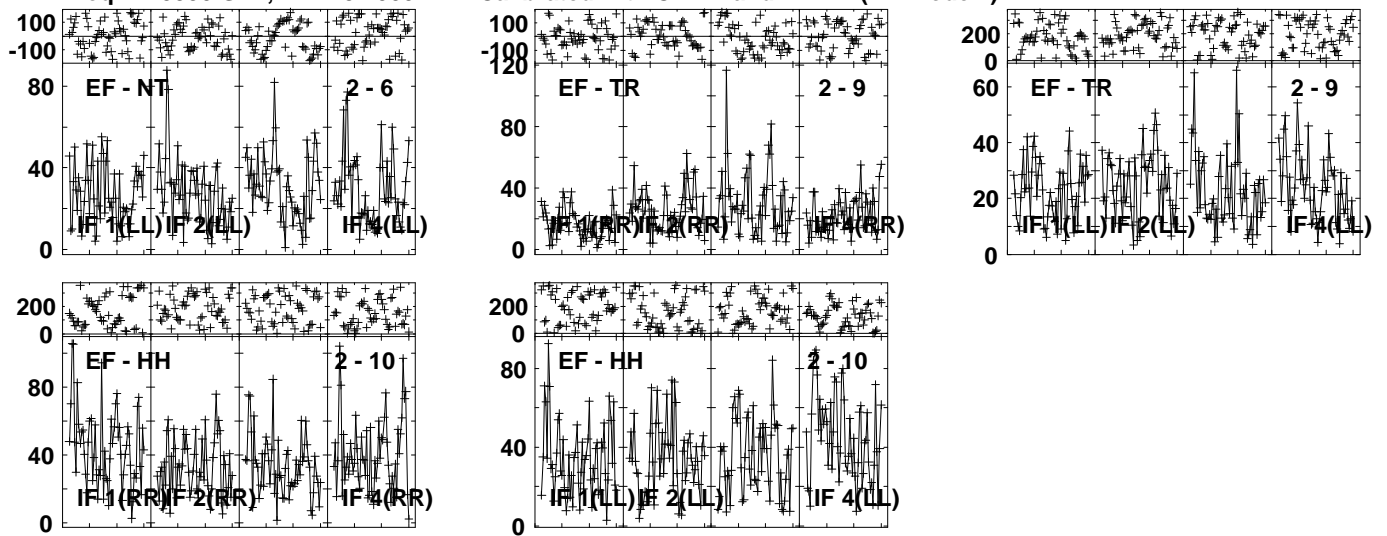 100
-100
80
40
0
EF - NT 2 - 6
IF 1(LL) IF 2(LL) IF 4(LL)
100
-100
120
80
40
0
EF - TR 2 - 9
IF 1(RR) IF 2(RR) IF 4(RR)
200
0
60
40
20
0
EF - TR 2 - 9
IF 1(LL) IF 2(LL) IF 4(LL)
200
0
80
40
0
EF - HH 2 - 10
IF 1(RR) IF 2(RR) IF 4(RR)
200
0
80
40
0
EF - HH 2 - 10
IF 1(LL) IF 2(LL) IF 4(LL)